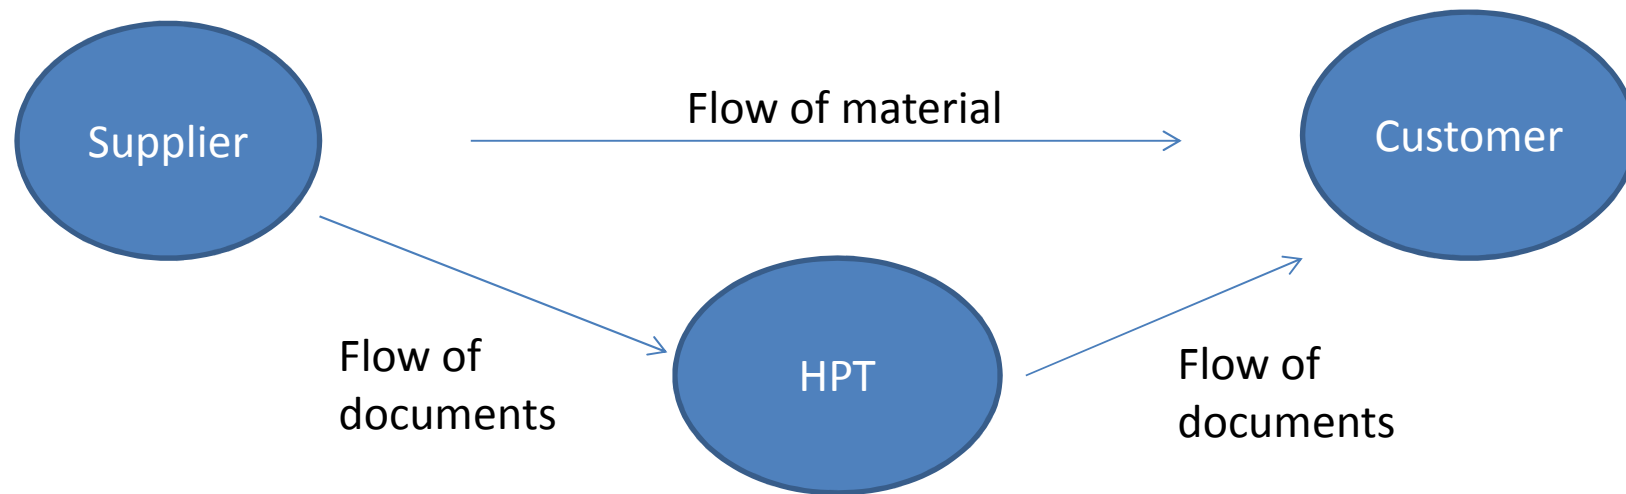 Flow of material
Supplier
Customer
Flow of
documents
HPT
Flow of
documents